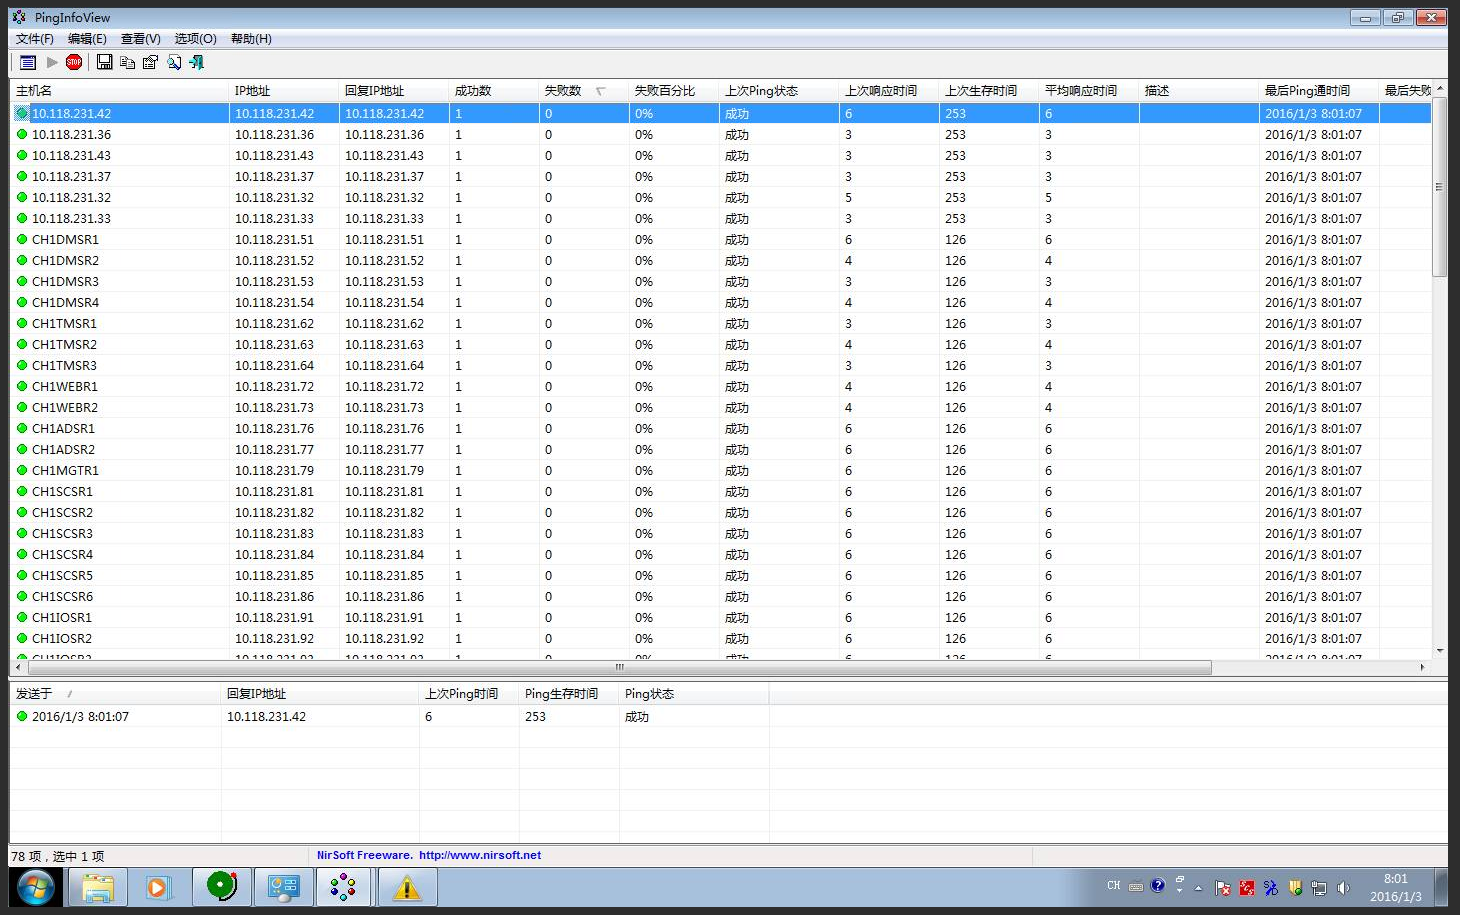 PingInfoView
文件(F) 编辑(E) 查看(V) 选项(O) 帮助(H)
STOP
主机名 IP地址 回复IP地址 成功数 失败数 失败百分比 上次Ping状态 上次响应时间 上次生存时间 平均响应时间 描述 最后Ping通时间 最后失败
10.118.231.42 10.118.231.42 10.118.231.42 1 0 0% 成功 6 253 6 2016/1/3 8:01:07
10.118.231.36 10.118.231.36 10.118.231.36 1 0 0% 成功 3 253 3 2016/1/3 8:01:07
10.118.231.43 10.118.231.43 10.118.231.43 1 0 0% 成功 3 253 3 2016/1/3 8:01:07
10.118.231.37 10.118.231.37 10.118.231.37 1 0 0% 成功 3 253 3 2016/1/3 8:01:07
10.118.231.32 10.118.231.32 10.118.231.32 1 0 0% 成功 5 253 5 2016/1/3 8:01:07
10.118.231.33 10.118.231.33 10.118.231.33 1 0 0% 成功 3 253 3 2016/1/3 8:01:07
CH1DMSR1 10.118.231.51 10.118.231.51 1 0 0% 成功 6 126 6 2016/1/3 8:01:07
CH1DMSR2 10.118.231.52 10.118.231.52 1 0 0% 成功 4 126 4 2016/1/3 8:01:07
CH1DMSR3 10.118.231.53 10.118.231.53 1 0 0% 成功 3 126 3 2016/1/3 8:01:07
CH1DMSR4 10.118.231.54 10.118.231.54 1 0 0% 成功 4 126 4 2016/1/3 8:01:07
CH1TMSR1 10.118.231.62 10.118.231.62 1 0 0% 成功 3 126 3 2016/1/3 8:01:07
CH1TMSR2 10.118.231.63 10.118.231.63 1 0 0% 成功 4 126 4 2016/1/3 8:01:07
CH1TMSR3 10.118.231.64 10.118.231.64 1 0 0% 成功 3 126 3 2016/1/3 8:01:07
CH1WEBR1 10.118.231.72 10.118.231.72 1 0 0% 成功 4 126 4 2016/1/3 8:01:07
CH1WEBR2 10.118.231.73 10.118.231.73 1 0 0% 成功 4 126 4 2016/1/3 8:01:07
CH1ADSR1 10.118.231.76 10.118.231.76 1 0 0% 成功 6 126 6 2016/1/3 8:01:07
CH1ADSR2 10.118.231.77 10.118.231.77 1 0 0% 成功 6 126 6 2016/1/3 8:01:07
CH1MGTR1 10.118.231.79 10.118.231.79 1 0 0% 成功 6 126 6 2016/1/3 8:01:07
CH1SCSR1 10.118.231.81 10.118.231.81 1 0 0% 成功 6 126 6 2016/1/3 8:01:07
CH1SCSR2 10.118.231.82 10.118.231.82 1 0 0% 成功 6 126 6 2016/1/3 8:01:07
CH1SCSR3 10.118.231.83 10.118.231.83 1 0 0% 成功 6 126 6 2016/1/3 8:01:07
CH1SCSR4 10.118.231.84 10.118.231.84 1 0 0% 成功 6 126 6 2016/1/3 8:01:07
CH1SCSR5 10.118.231.85 10.118.231.85 1 0 0% 成功 6 126 6 2016/1/3 8:01:07
CH1SCSR6 10.118.231.86 10.118.231.86 1 0 0% 成功 6 126 6 2016/1/3 8:01:07
CH1IOSR1 10.118.231.91 10.118.231.91 1 0 0% 成功 6 126 6 2016/1/3 8:01:07
CH1IOSR2 10.118.231.92 10.118.231.92 1 0 0% 成功 6 126 6 2016/1/3 8:01:07
发送于 回复IP地址 上次Ping时间 Ping生存时间 Ping状态
2016/1/3 8:01:07 10.118.231.42 6 253 成功
78 项, 选中 1 项 NirSoft Freeware. http://www.nirsoft.net
CH 8:01
2016/1/3